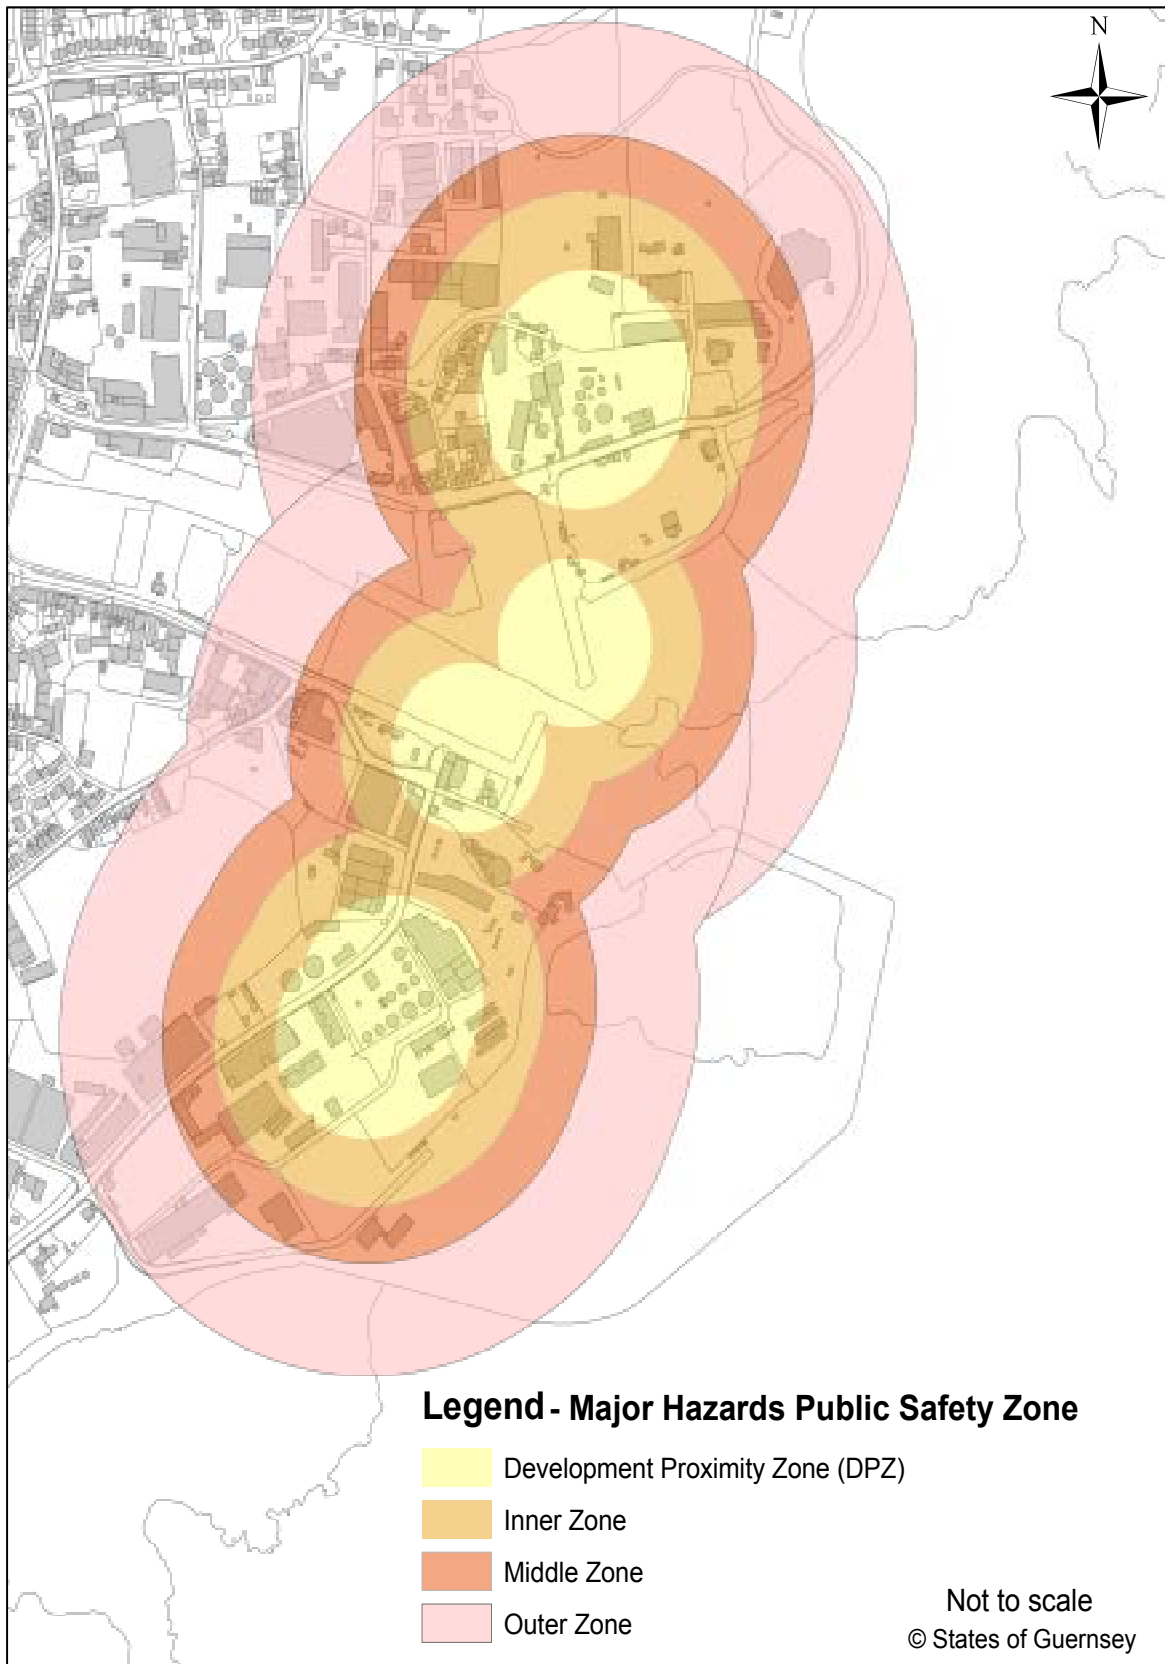 N
Legend - Major Hazards Public Safety Zone
Development Proximity Zone (DPZ)
Inner Zone
Middle Zone
Outer Zone
Not to scale
© States of Guernsey